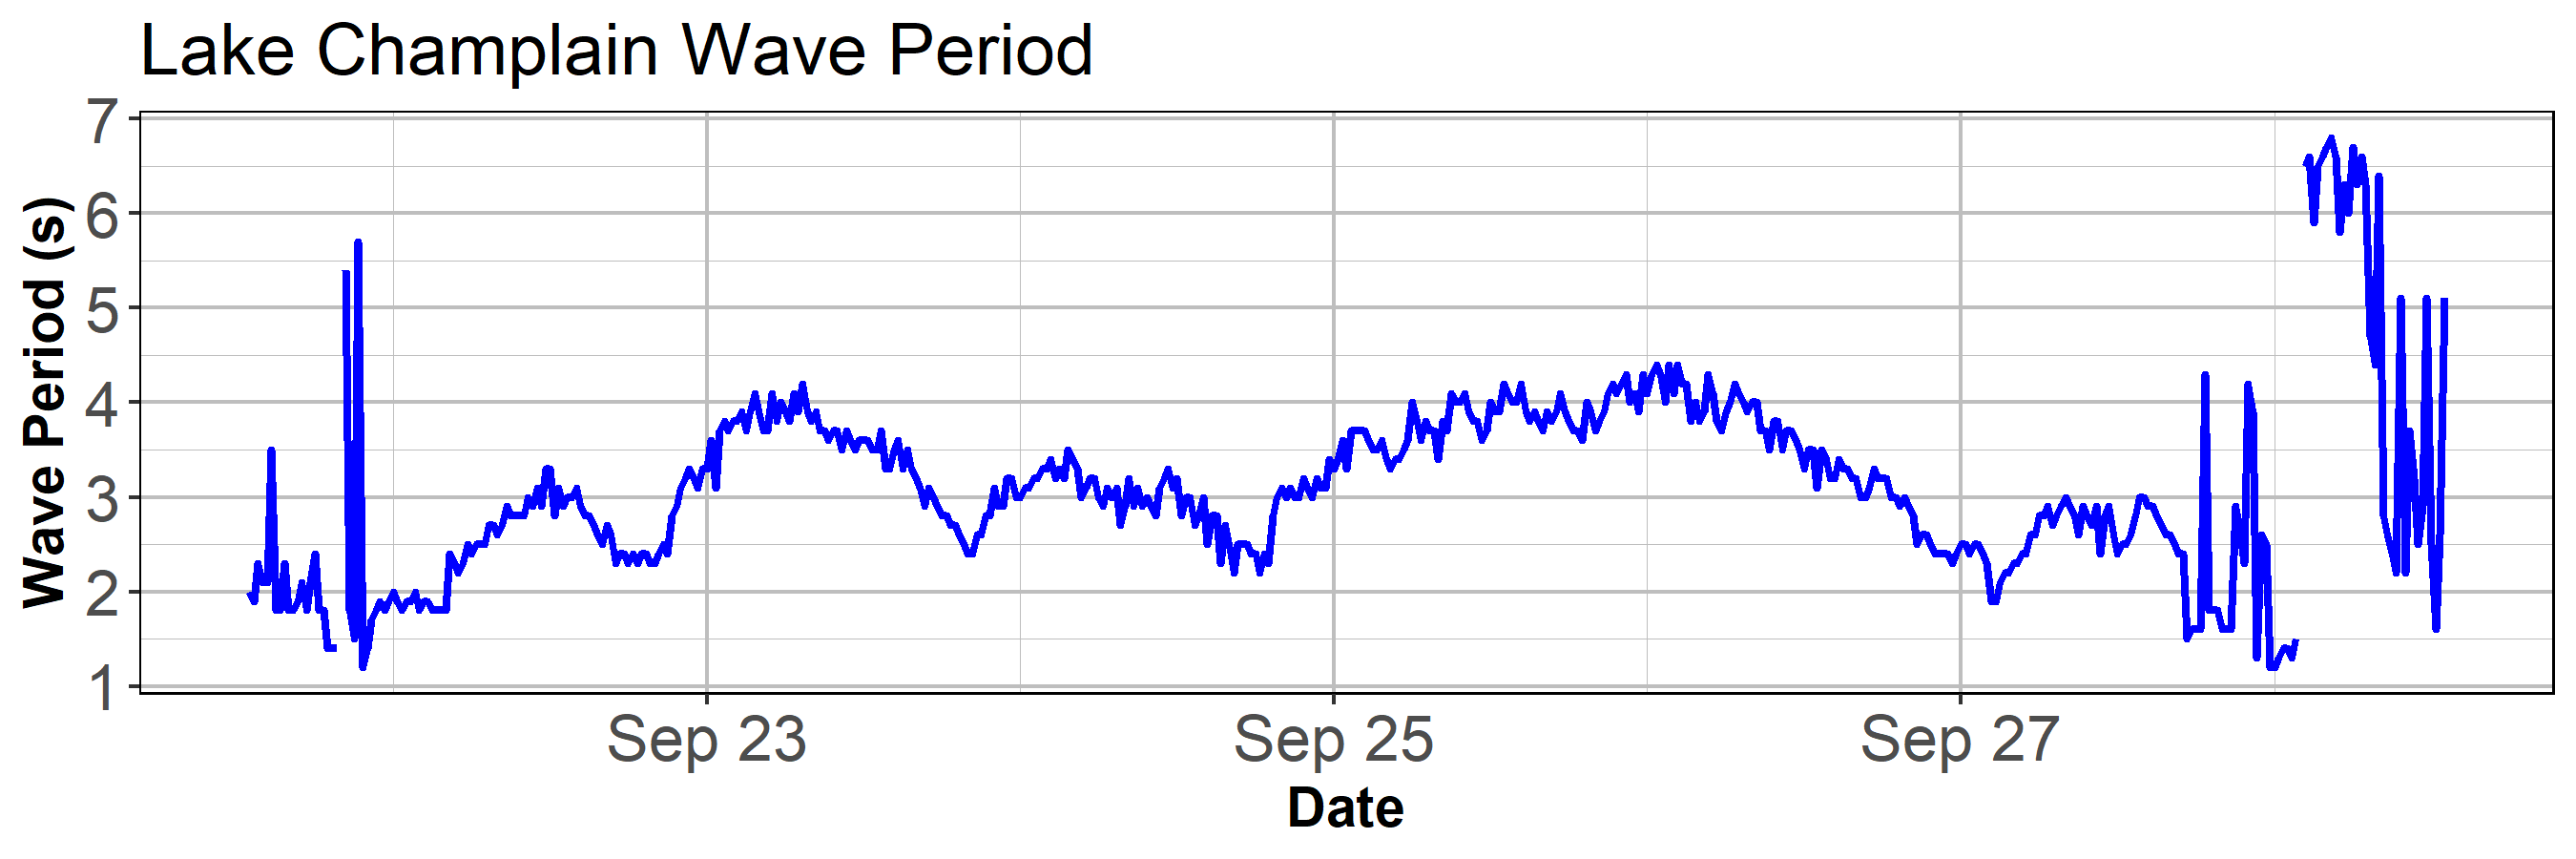 Lake Champlain Wave Period
Wave Period (s)
7
6
5
4
3
2
1
Sep 23
Sep 25
Sep 27
Date